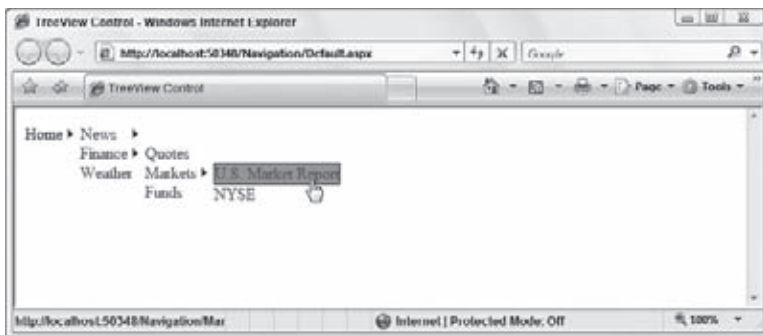 TreeView Control - Windows Internet Explorer
http://localhost:50348/Navigation/Default.aspx
Google
TreeView Control
Page Tools
Home News
Finance Quotes
Weather Markets U.S. Market Report
Funds NYSE
http://localhost:50348/Navigation/Mar
Internet | Protected Mode: Off
100%